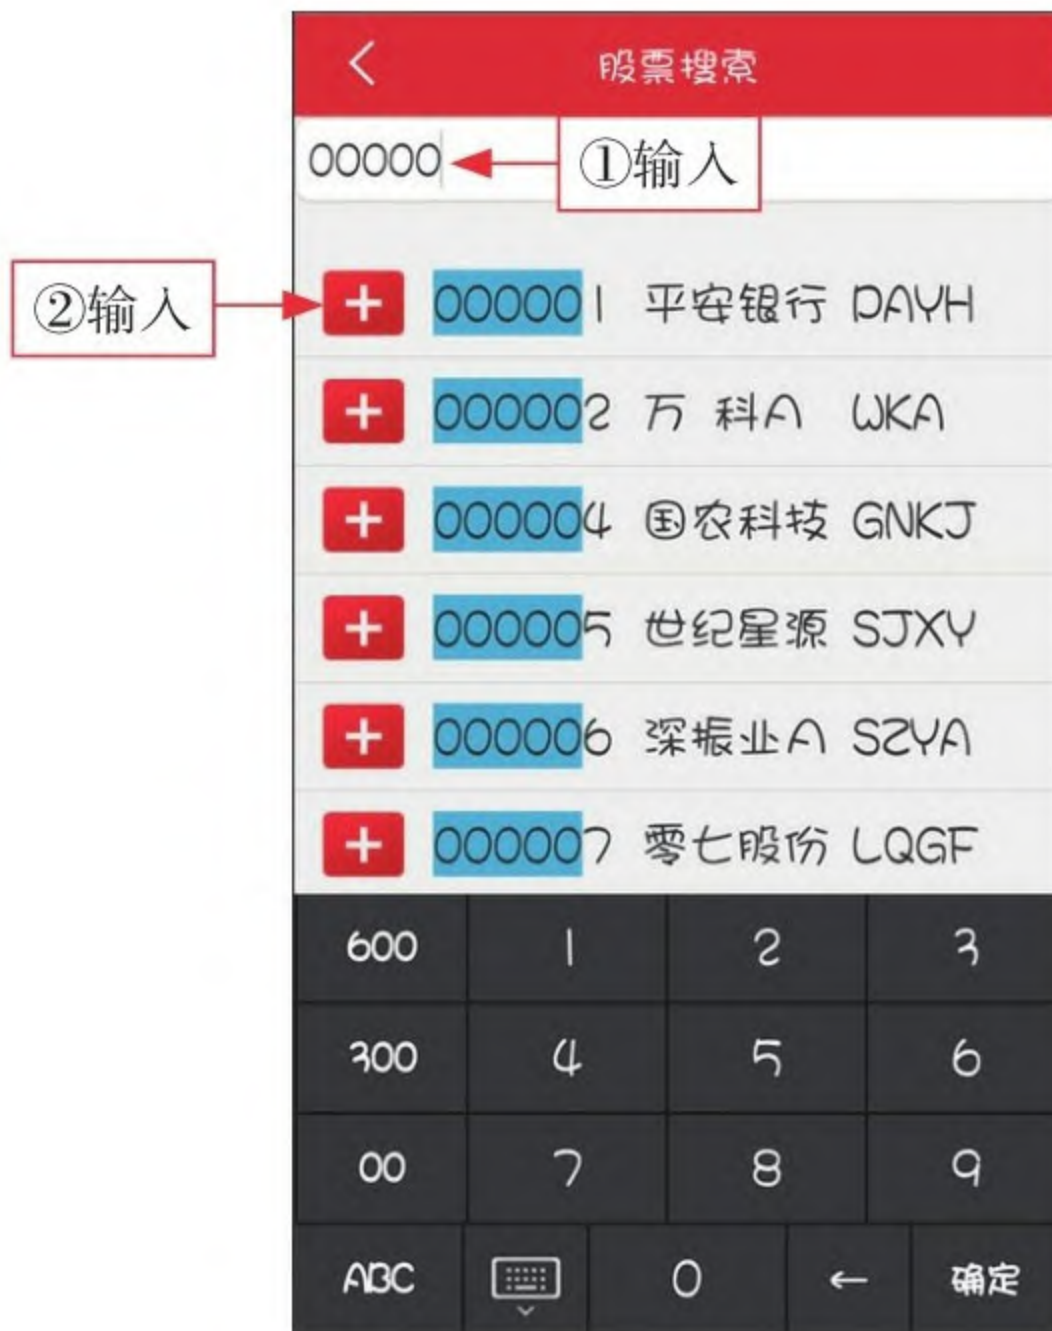 股票搜索
00000
①输入
②输入
000001 平安银行 PAYH
000002 万 科A WKA
000004 国农科技 GNKJ
000005 世纪星源 SJXY
000006 深振业A SZYA
000007 零七股份 LQGF
600 1 2 3
300 4 5 6
00 7 8 9
ABC 0 ← 确定